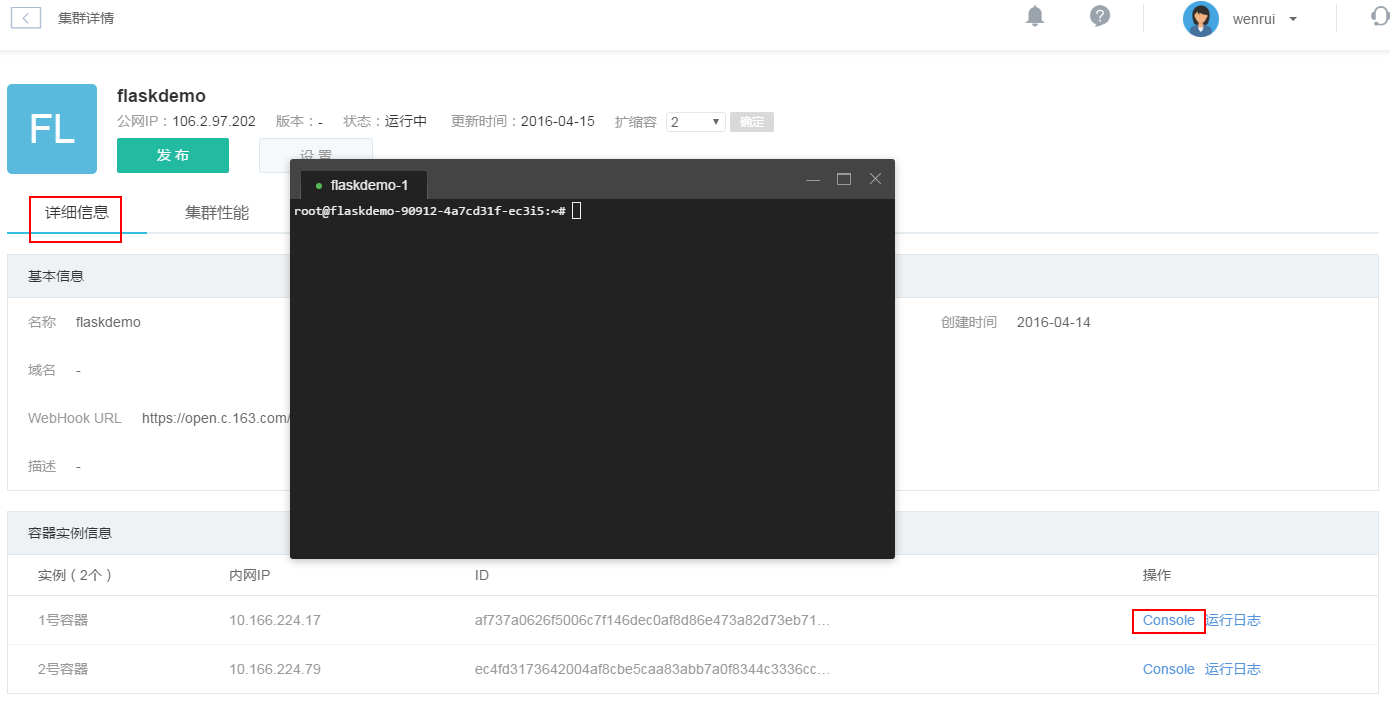 集群详情
wenrui
FL
flaskdemo
公网IP：106.2.97.202 版本：- 状态：运行中 更新时间：2016-04-15 扩缩容 2 确定
发 布 设 置
flaskdemo-1
root@flaskdemo-90912-4a7cd31f-ec3i5:~#
详细信息 集群性能
基本信息
名称 flaskdemo 创建时间 2016-04-14
域名 -
WebHook URL https://open.c.163.com/
描述 -
容器实例信息
实例（2个） 内网IP ID 操作
1号容器 10.166.224.17 af737a0626f5006c7f146dec0af8d86e473a82d73eb71... Console 运行日志
2号容器 10.166.224.79 ec4fd3173642004af8cbe5caa83abb7a0f8344c3336cc... Console 运行日志